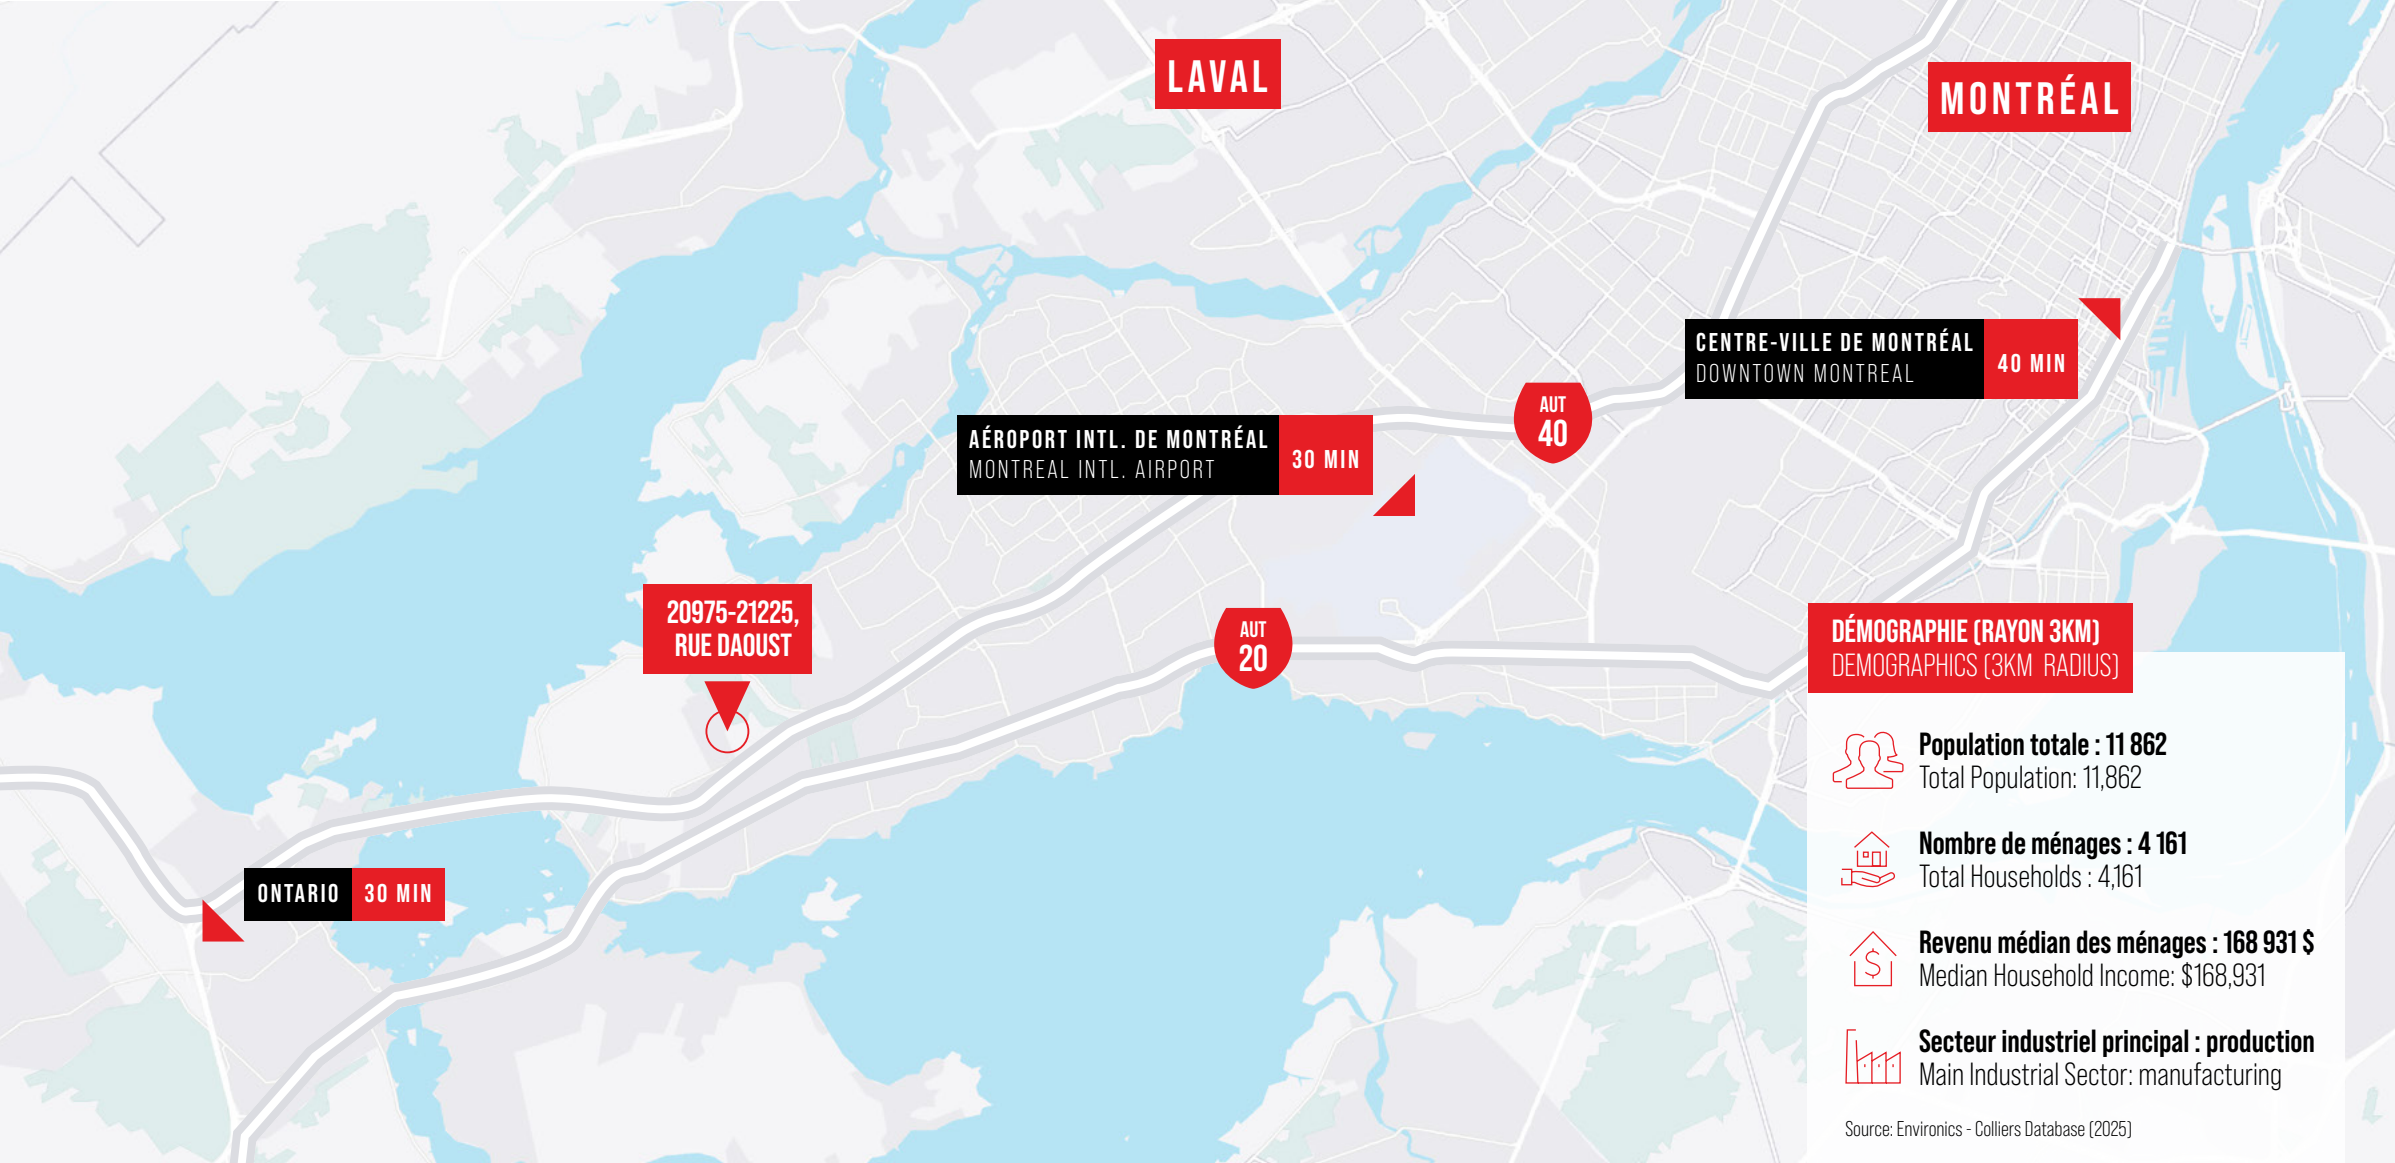 LAVAL
MONTRÉAL
CENTRE-VILLE DE MONTRÉAL
DOWNTOWN MONTREAL
40 MIN
AUT
40
AÉROPORT INTL. DE MONTRÉAL
MONTREAL INTL. AIRPORT
30 MIN
20975-21225,
RUE DAOUST
AUT
20
ONTARIO
30 MIN
DÉMOGRAPHIE (RAYON 3KM)
DEMOGRAPHICS (3KM RADIUS)
Population totale : 11 862
Total Population: 11,862
Nombre de ménages : 4 161
Total Households : 4,161
Revenu médian des ménages : 168 931 $
Median Household Income: $168,931
Secteur industriel principal : production
Main Industrial Sector: manufacturing
Source: Environics - Colliers Database (2025)